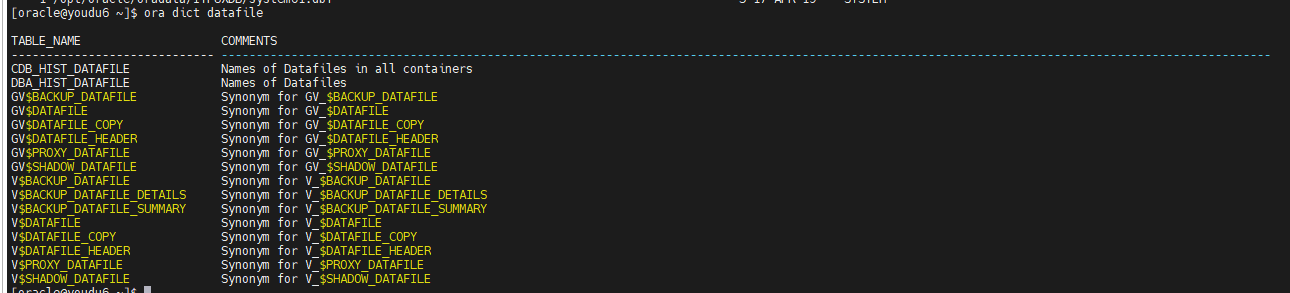 [oracle@youdu6 ~]$ ora dict datafile
TABLE_NAME COMMENTS
CDB_HIST_DATAFILE Names of Datafiles in all containers
DBA_HIST_DATAFILE Names of Datafiles
GV$BACKUP_DATAFILE Synonym for GV_$BACKUP_DATAFILE
GV$DATAFILE Synonym for GV_$DATAFILE
GV$DATAFILE_COPY Synonym for GV_$DATAFILE_COPY
GV$DATAFILE_HEADER Synonym for GV_$DATAFILE_HEADER
GV$PROXY_DATAFILE Synonym for GV_$PROXY_DATAFILE
GV$SHADOW_DATAFILE Synonym for GV_$SHADOW_DATAFILE
V$BACKUP_DATAFILE Synonym for V_$BACKUP_DATAFILE
V$BACKUP_DATAFILE_DETAILS Synonym for V_$BACKUP_DATAFILE_DETAILS
V$BACKUP_DATAFILE_SUMMARY Synonym for V_$BACKUP_DATAFILE_SUMMARY
V$DATAFILE Synonym for V_$DATAFILE
V$DATAFILE_COPY Synonym for V_$DATAFILE_COPY
V$DATAFILE_HEADER Synonym for V_$DATAFILE_HEADER
V$PROXY_DATAFILE Synonym for V_$PROXY_DATAFILE
V$SHADOW_DATAFILE Synonym for V_$SHADOW_DATAFILE
[oracle@youdu6 ~]$